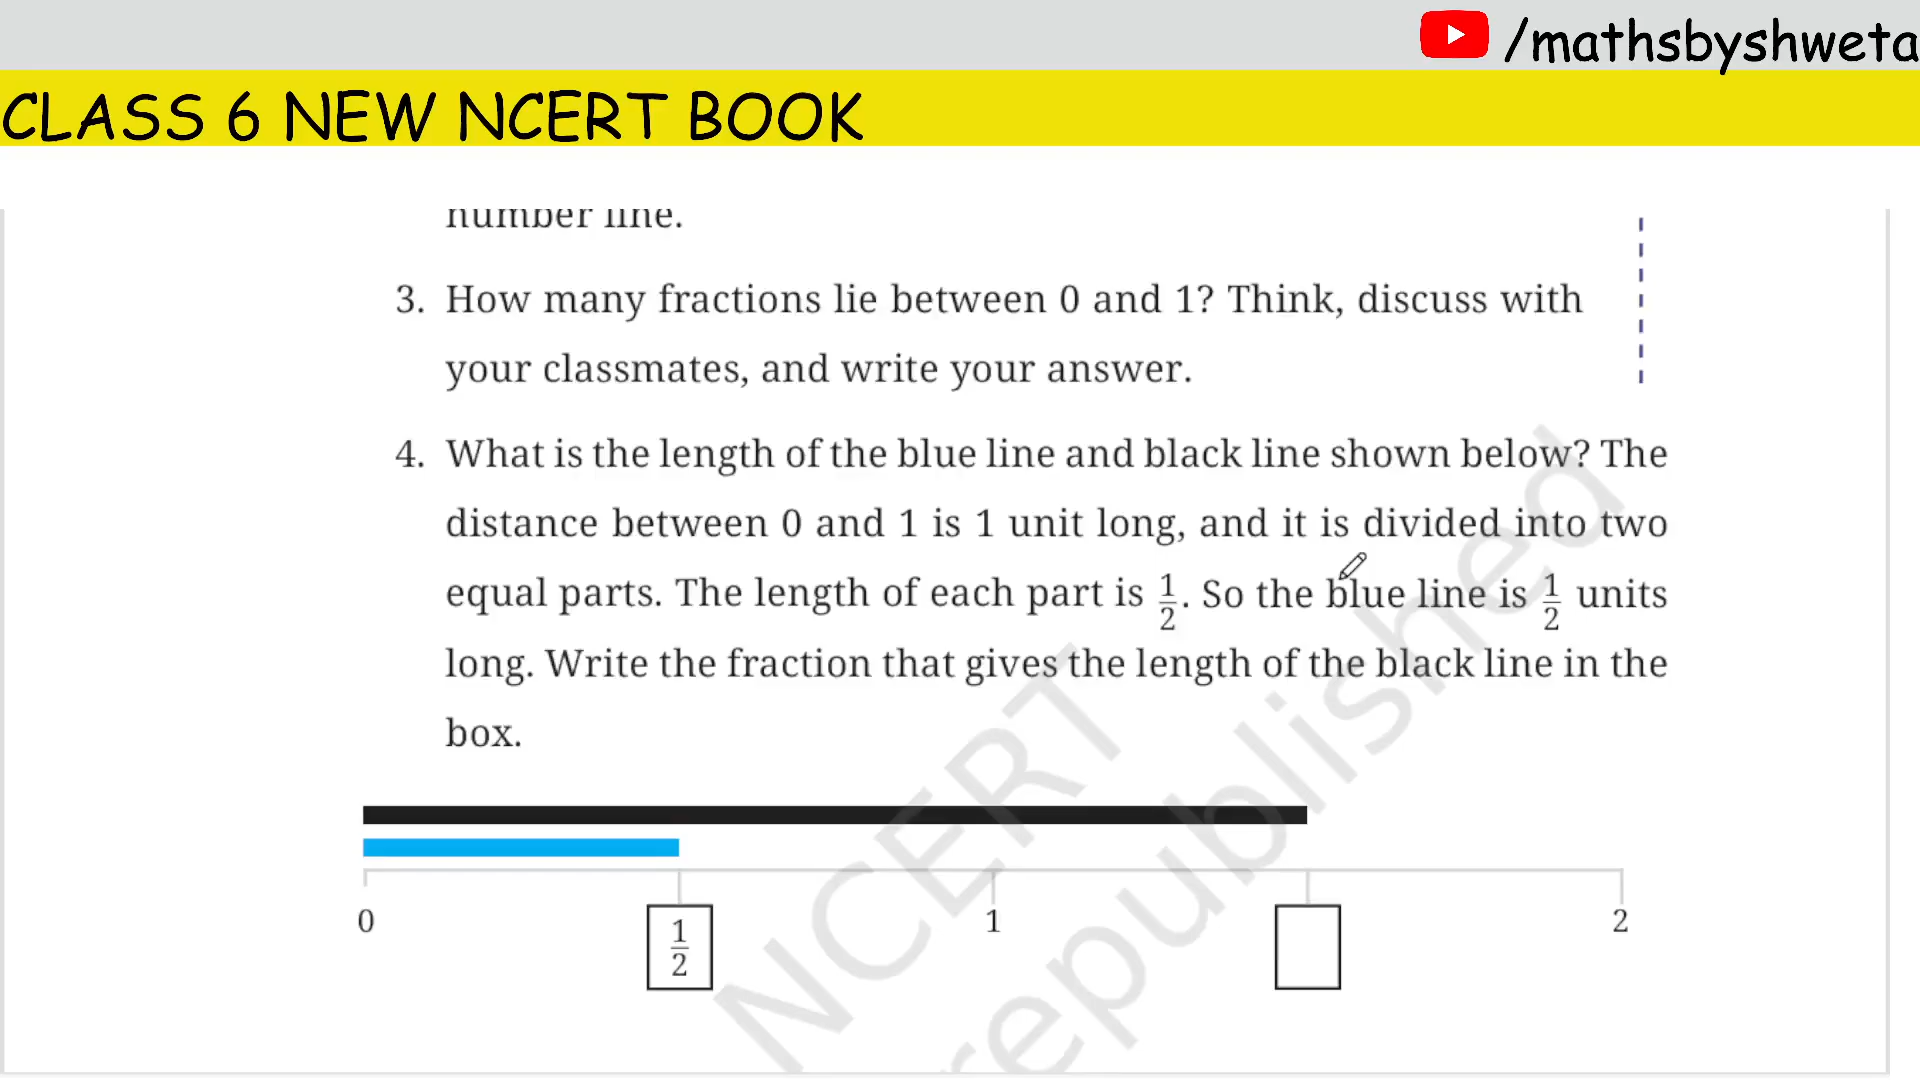 /mathsbyshweta
CLASS 6 NEW NCERT BOOK
number line.
3. How many fractions lie between 0 and 1? Think, discuss with
your classmates, and write your answer.
4. What is the length of the blue line and black line shown below? The
distance between 0 and 1 is 1 unit long, and it is divided into two
equal parts. The length of each part is 1/2. So the blue line is 1/2 units
long. Write the fraction that gives the length of the black line in the
box.
0 1/2 1 2
NCERT
republished